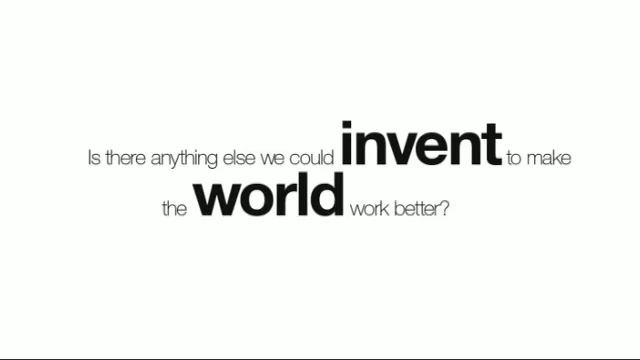 Is there anything else we could invent to make
the world work better?